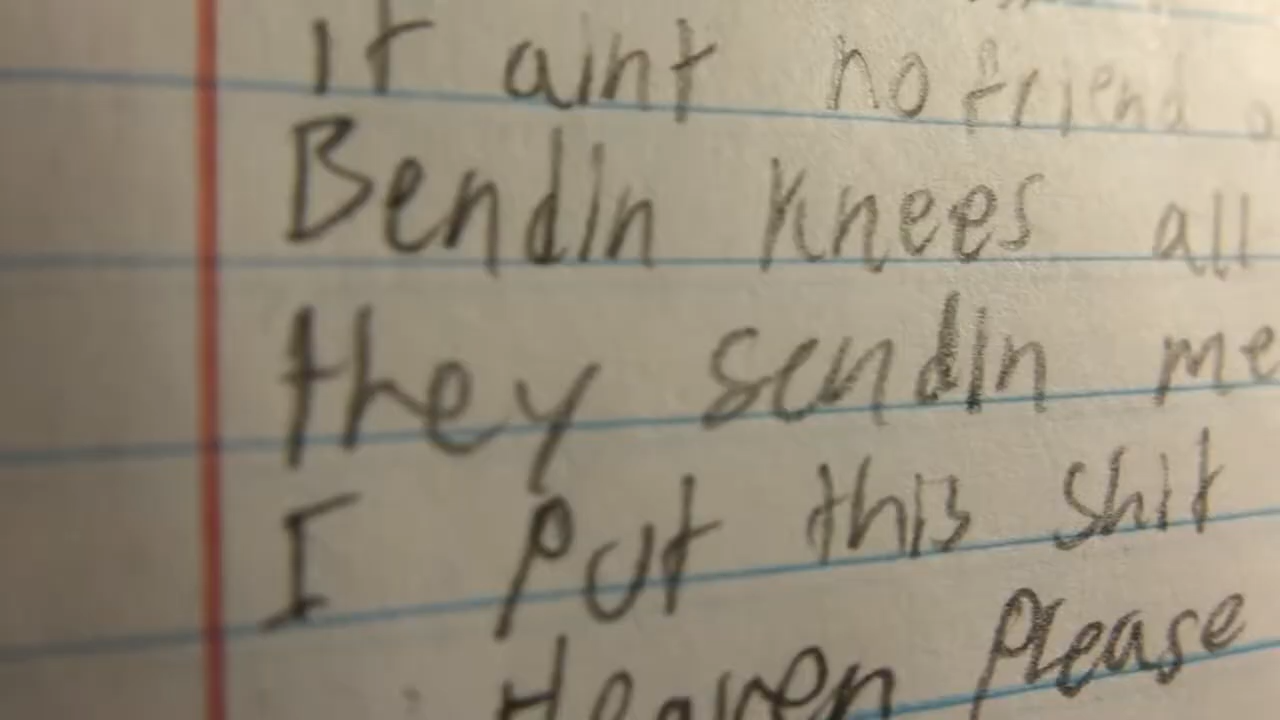 it aint no friend
Bendin Knees all
they sendin me
I Put this shit
Heaven Please